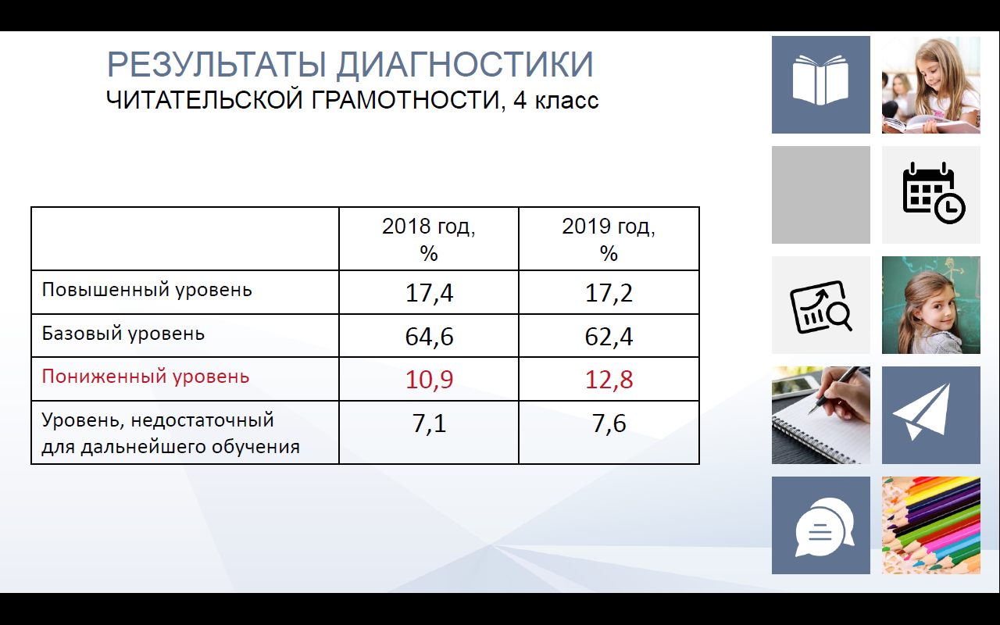 РЕЗУЛЬТАТЫ ДИАГНОСТИКИ
ЧИТАТЕЛЬСКОЙ ГРАМОТНОСТИ, 4 класс
2018 год, %
2019 год, %
Повышенный уровень 17,4 17,2
Базовый уровень 64,6 62,4
Пониженный уровень 10,9 12,8
Уровень, недостаточный 7,1 7,6
для дальнейшего обучения